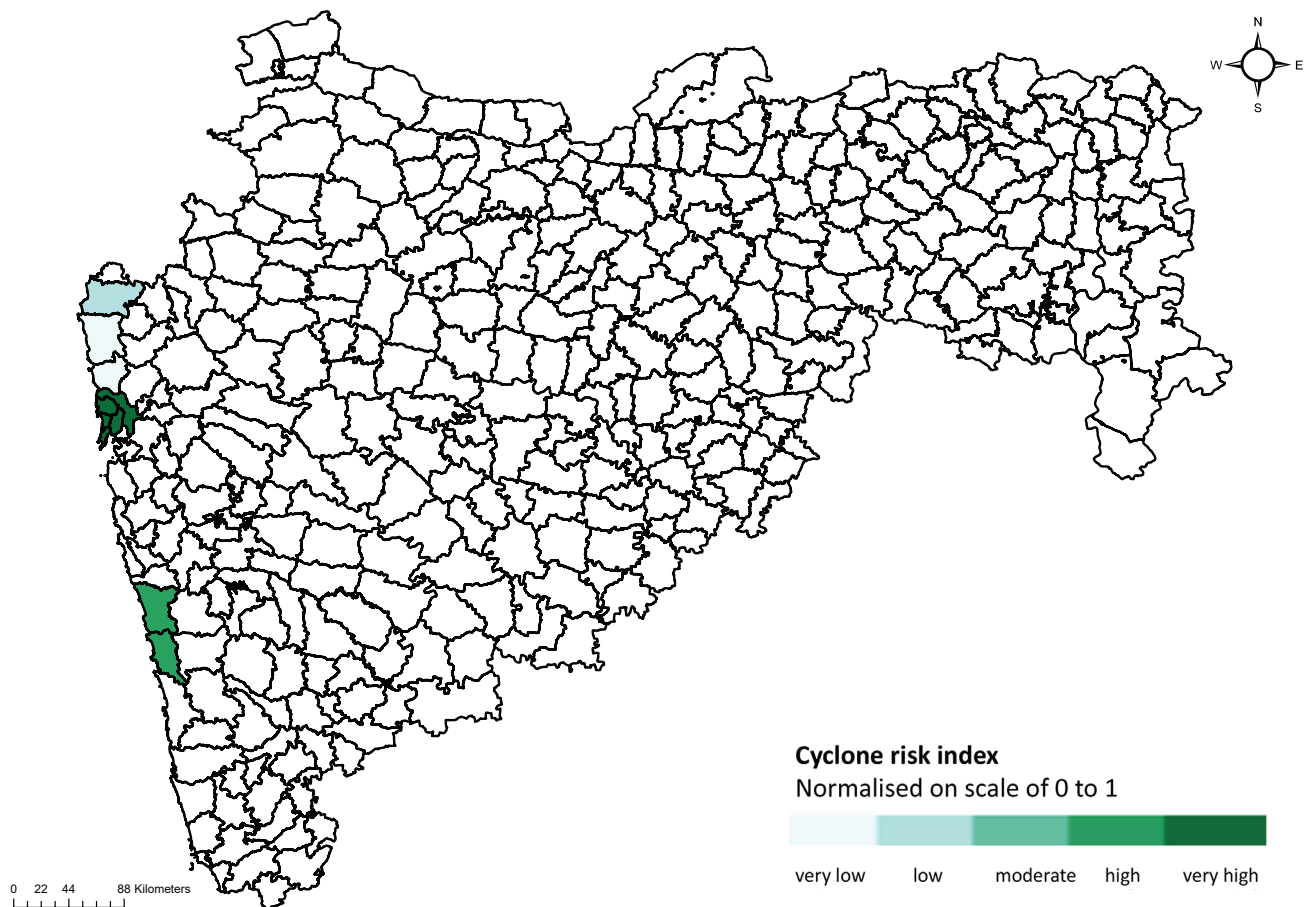 N
W E
S
Cyclone risk index
Normalised on scale of 0 to 1
very low low moderate high very high
0 22 44 88 Kilometers